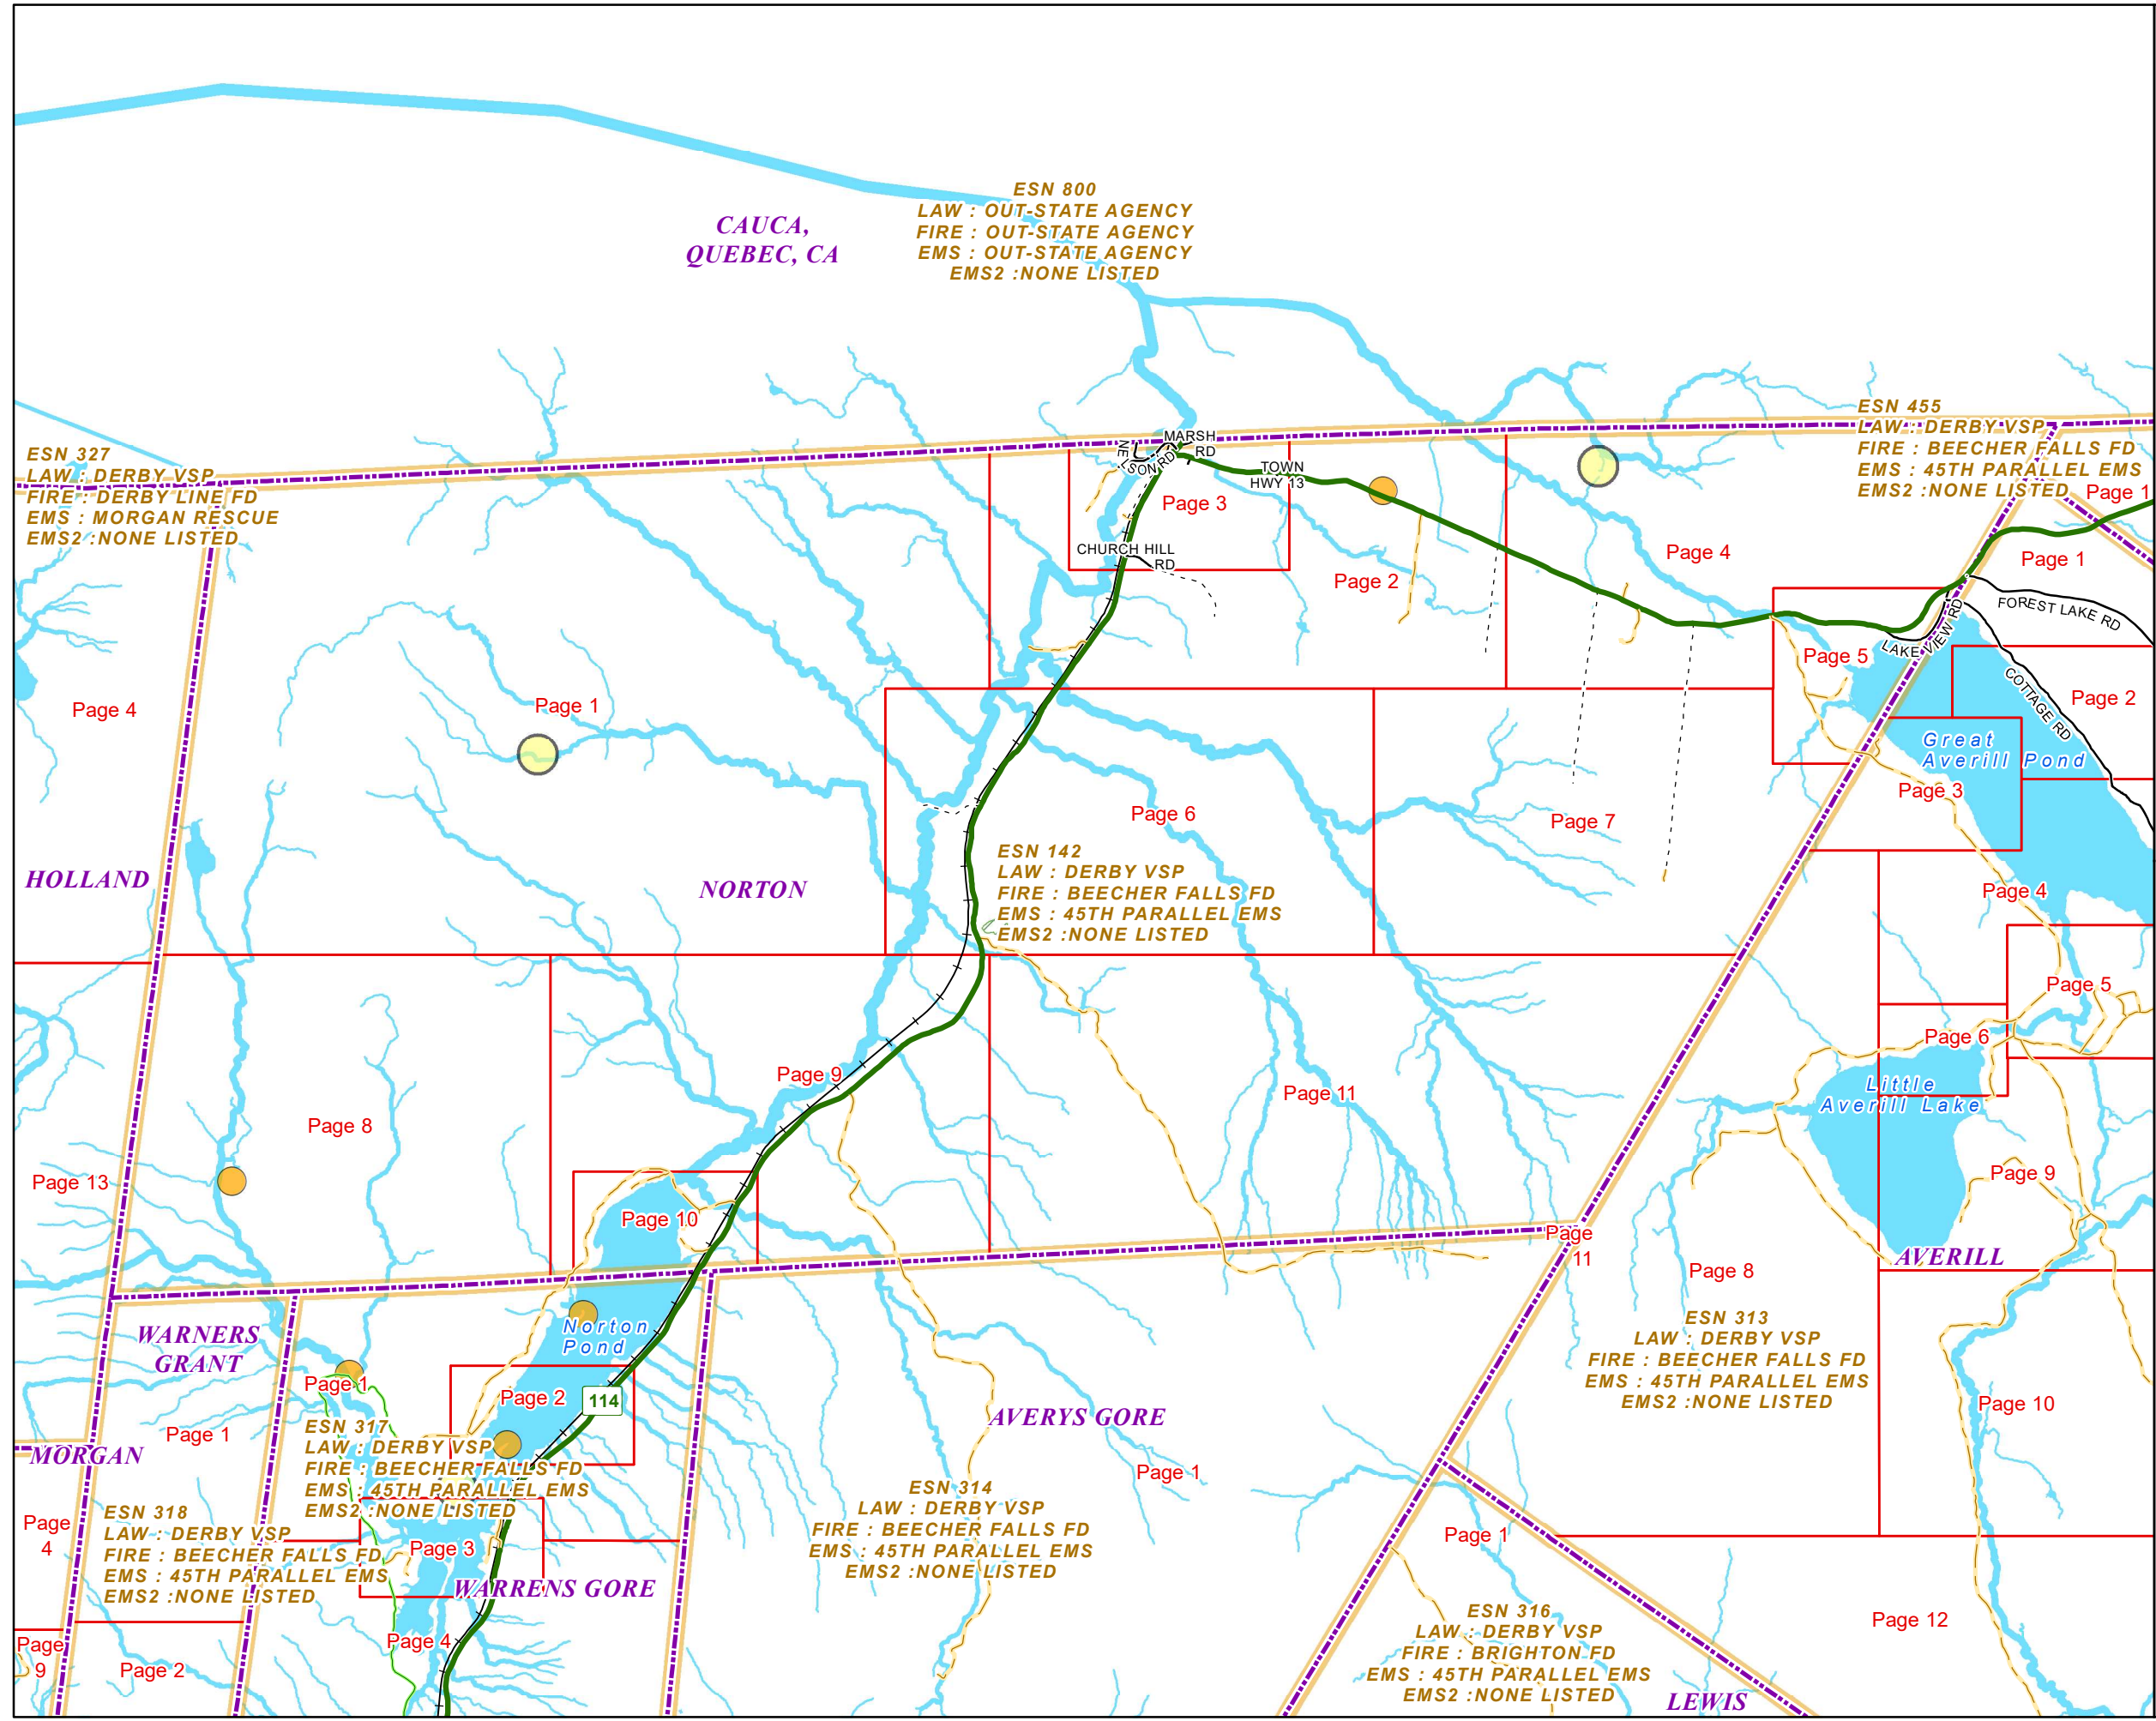 ESN 800
LAW : OUT-STATE AGENCY
FIRE : OUT-STATE AGENCY
EMS : OUT-STATE AGENCY
EMS2 :NONE LISTED
CAUCA,
QUEBEC, CA
ESN 455
LAW : DERBY VSP
FIRE : BEECHER FALLS FD
EMS : 45TH PARALLEL EMS
EMS2 :NONE LISTED
Page 1
ESN 327
LAW : DERBY VSP
FIRE : DERBY LINE FD
EMS : MORGAN RESCUE
EMS2 :NONE LISTED
MARSH
RD
NELSON RD
TOWN
HWY 13
Page 3
CHURCH HILL
RD
Page 2
Page 4
Page 1
FOREST LAKE RD
LAKE VIEW RD
Page 5
COTTAGE RD
Page 2
Page 4
Page 1
Great
Averill Pond
Page 3
Page 6
Page 7
HOLLAND
NORTON
ESN 142
LAW : DERBY VSP
FIRE : BEECHER FALLS FD
EMS : 45TH PARALLEL EMS
EMS2 :NONE LISTED
Page 4
Page 5
Page 6
Little
Averill Lake
Page 9
Page 11
Page 8
Page 13
Page 9
Page 10
Page
11
AVERILL
Page 8
ESN 313
LAW : DERBY VSP
FIRE : BEECHER FALLS FD
EMS : 45TH PARALLEL EMS
EMS2 :NONE LISTED
WARNERS
GRANT
Norton
Pond
Page 1
Page 2
114
AVERYS GORE
Page 10
Page 1
MORGAN
ESN 317
LAW : DERBY VSP
FIRE : BEECHER FALLS FD
EMS : 45TH PARALLEL EMS
EMS2 :NONE LISTED
Page 1
ESN 314
LAW : DERBY VSP
FIRE : BEECHER FALLS FD
EMS : 45TH PARALLEL EMS
EMS2 :NONE LISTED
Page
4
ESN 318
LAW : DERBY VSP
FIRE : BEECHER FALLS FD
EMS : 45TH PARALLEL EMS
EMS2 :NONE LISTED
Page 3
WARRENS GORE
Page 1
ESN 316
LAW : DERBY VSP
FIRE : BRIGHTON FD
EMS : 45TH PARALLEL EMS
EMS2 :NONE LISTED
Page 12
Page
9
Page 2
Page 4
LEWIS